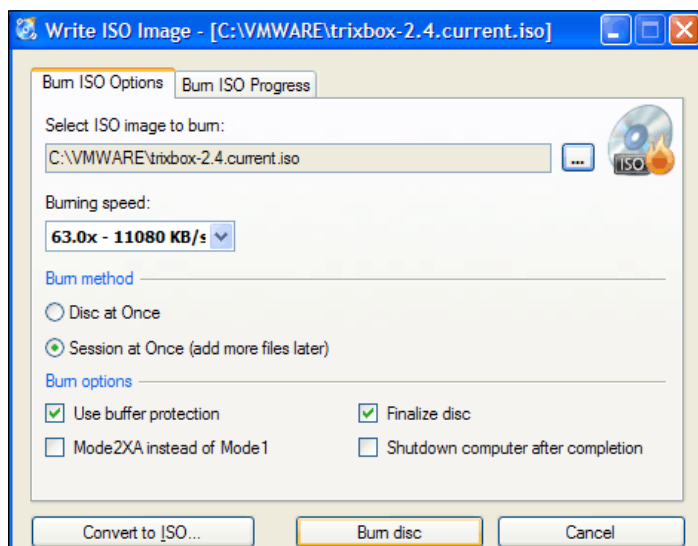 Write ISO Image - [C:\VMWARE\trixbox-2.4.current.iso]
Burn ISO Options Burn ISO Progress
Select ISO image to burn:
C:\VMWARE\trixbox-2.4.current.iso ...
ISO
Burning speed:
63.0x - 11080 KB/s
Burn method
Disc at Once
Session at Once (add more files later)
Burn options
Use buffer protection Finalize disc
Mode2XA instead of Mode1 Shutdown computer after completion
Convert to ISO... Burn disc Cancel